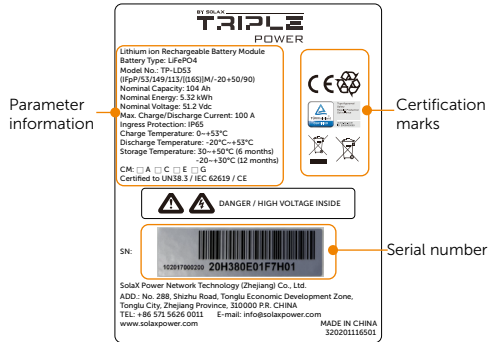 BY SOLAX
TRIPLE
POWER
Lithium ion Rechargeable Battery Module
Battery Type: LiFePO4
Model No.: TP-LD53
(IFpP/53/149/113/[(16S)]M/-20+50/90)
Nominal Capacity: 104 Ah
Nominal Energy: 5.32 kWh
Nominal Voltage: 51.2 Vdc
Max. Charge/Discharge Current: 100 A
Ingress Protection: IP65
Charge Temperature: 0~+53°C
Discharge Temperature: -20°C~+53°C
Storage Temperature: 30~+50°C (6 months)
-20~+30°C (12 months)
CM: □ A □ C □ E □ G
Certified to UN38.3 / IEC 62619 / CE
Parameter
information
Certification
marks
DANGER / HIGH VOLTAGE INSIDE
SN:
102017000200 20H380E01F7H01
Serial number
SolaX Power Network Technology (Zhejiang) Co., Ltd.
ADD.: No. 288, Shizhu Road, Tonglu Economic Development Zone,
Tonglu City, Zhejiang Province, 310000 P.R. CHINA
TEL: +86 571 5626 0011 E-mail: info@solaxpower.com
www.solaxpower.com MADE IN CHINA
320201116501